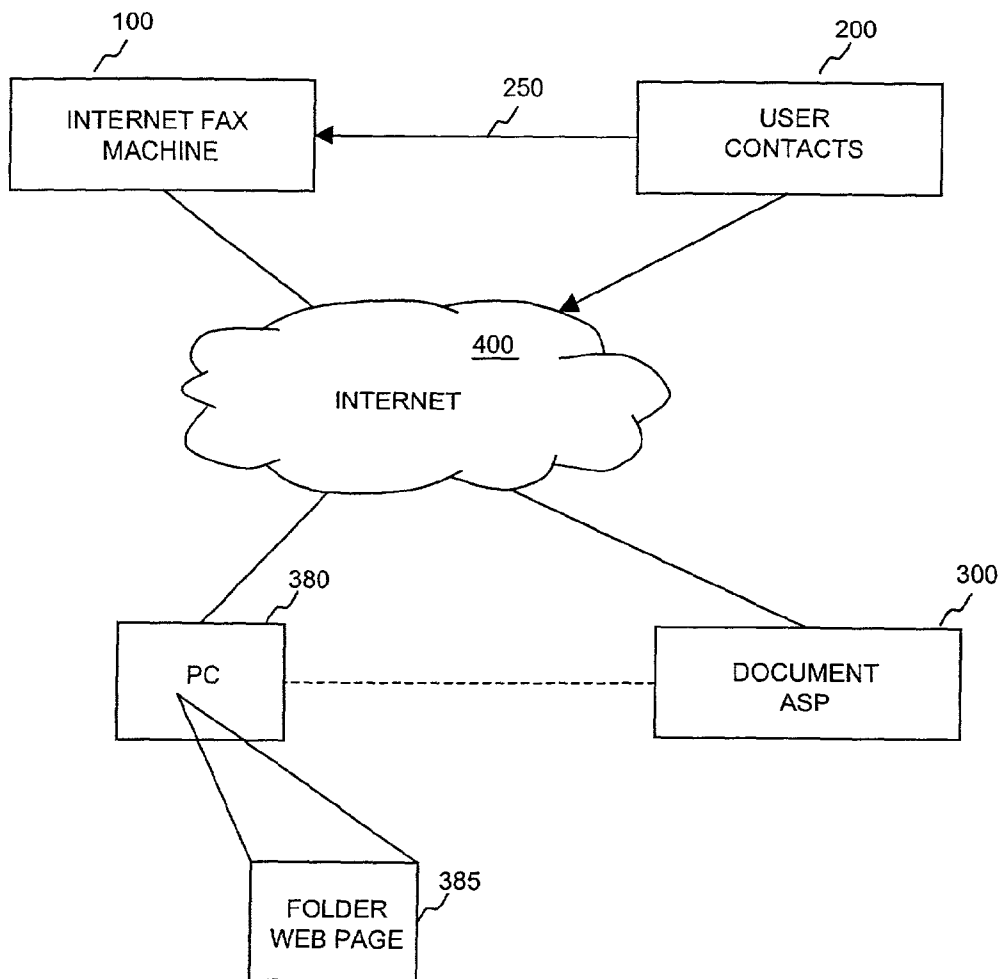 100
200
250
INTERNET FAX
MACHINE
USER
CONTACTS
400
INTERNET
380
300
PC
DOCUMENT
ASP
385
FOLDER
WEB PAGE